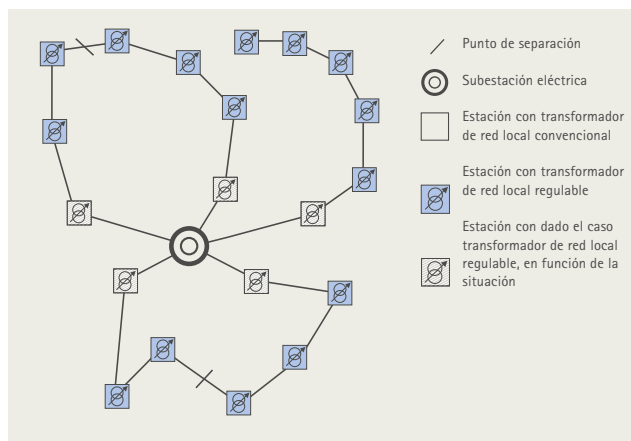 Punto de separación
Subestación eléctrica
Estación con transformador
de red local convencional
Estación con transformador
de red local regulable
Estación con dado el caso
transformador de red local
regulable, en función de la
situación